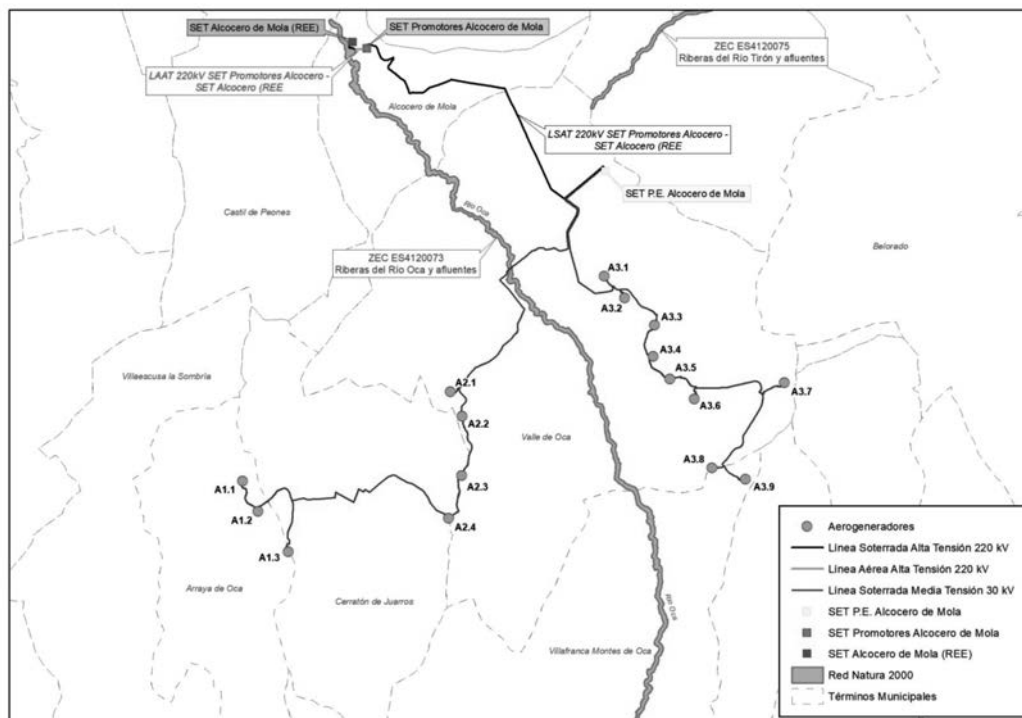 SET Alcocero de Mola (REE)
SET Promotores Alcocero de Mola
ZEC ES4120075
Riberas del Río Tirón y afluentes
LAAT 220kV SET Promotores Alcocero -
SET Alcocero (REE
Alcocero de Mola
LSAT 220kV SET Promotores Alcocero -
SET Alcocero (REE
SET P.E. Alcocero de Mola
Castil de Peones
Río Oca
Belorado
ZEC ES4120073
Riberas del Río Oca y afluentes
A3.1
A3.2
A3.3
A3.4
A3.5
A3.6
A3.7
Villaescusa la Sombría
A2.1
A2.2
Valle de Oca
A3.8
A3.9
A2.3
A1.1
A1.2
A2.4
A1.3
Arraya de Oca
Cerratón de Juarros
Río Oca
Villafranca Montes de Oca
Aerogeneradores
Línea Soterrada Alta Tensión 220 kV
Línea Aérea Alta Tensión 220 kV
Línea Soterrada Media Tensión 30 kV
SET P.E. Alcocero de Mola
SET Promotores Alcocero de Mola
SET Alcocero de Mola (REE)
Red Natura 2000
Términos Municipales